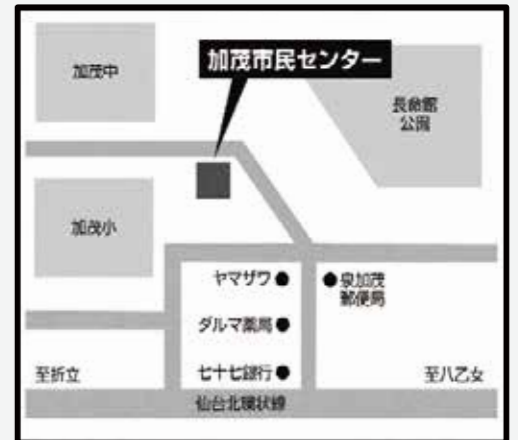 加茂中
加茂市民センター
長命館
公園
加茂小
ヤマザワ
泉加茂
郵便局
ダルマ薬局
七十七銀行
至折立
至八乙女
仙台北環状線